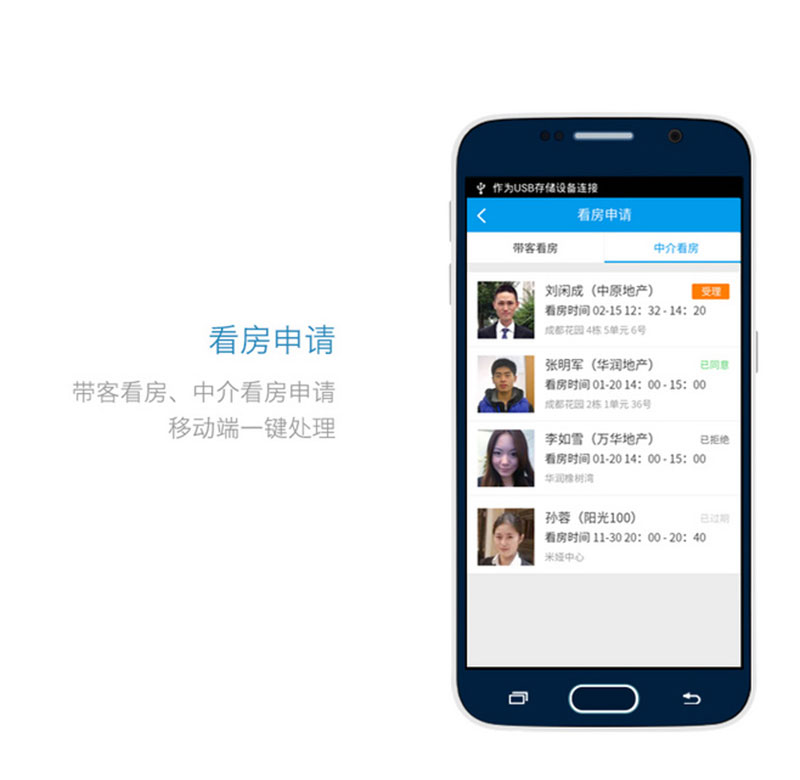 看房申请
带客看房、中介看房申请
移动端一键处理
作为USB存储设备连接
看房申请
带客看房 中介看房
刘闲成（中原地产） 受理
看房时间 02-15 12：32 - 14：20
成都花园 4栋 5单元 6号
张明军（华润地产） 已同意
看房时间 01-20 14：00 - 15：00
成都花园 2栋 1单元 36号
李如雪（万华地产） 已拒绝
看房时间 01-20 14：00 - 15：00
华润橡树湾
孙蓉（阳光100） 已过期
看房时间 11-30 20：00 - 20：40
米娅中心